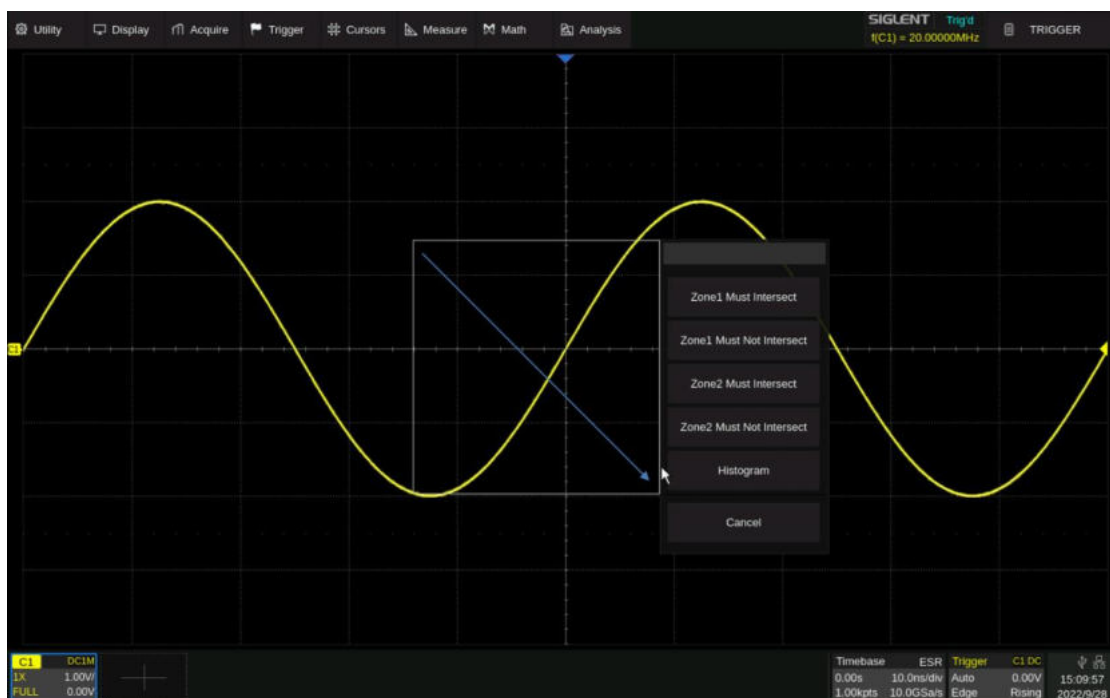 Utility Display Acquire Trigger Cursors Measure Math Analysis
SIGLENT Trig'd
f(C1) = 20.00000MHz
TRIGGER
Zone1 Must Intersect
Zone1 Must Not Intersect
Zone2 Must Intersect
Zone2 Must Not Intersect
Histogram
Cancel
C1
C1 DC1M
1X 1.00V/
FULL 0.00V
Timebase ESR
0.00s 10.0ns/div
1.00kpts 10.0GSa/s
Trigger C1 DC
Auto 0.00V
Edge Rising
15:09:57
2022/9/25